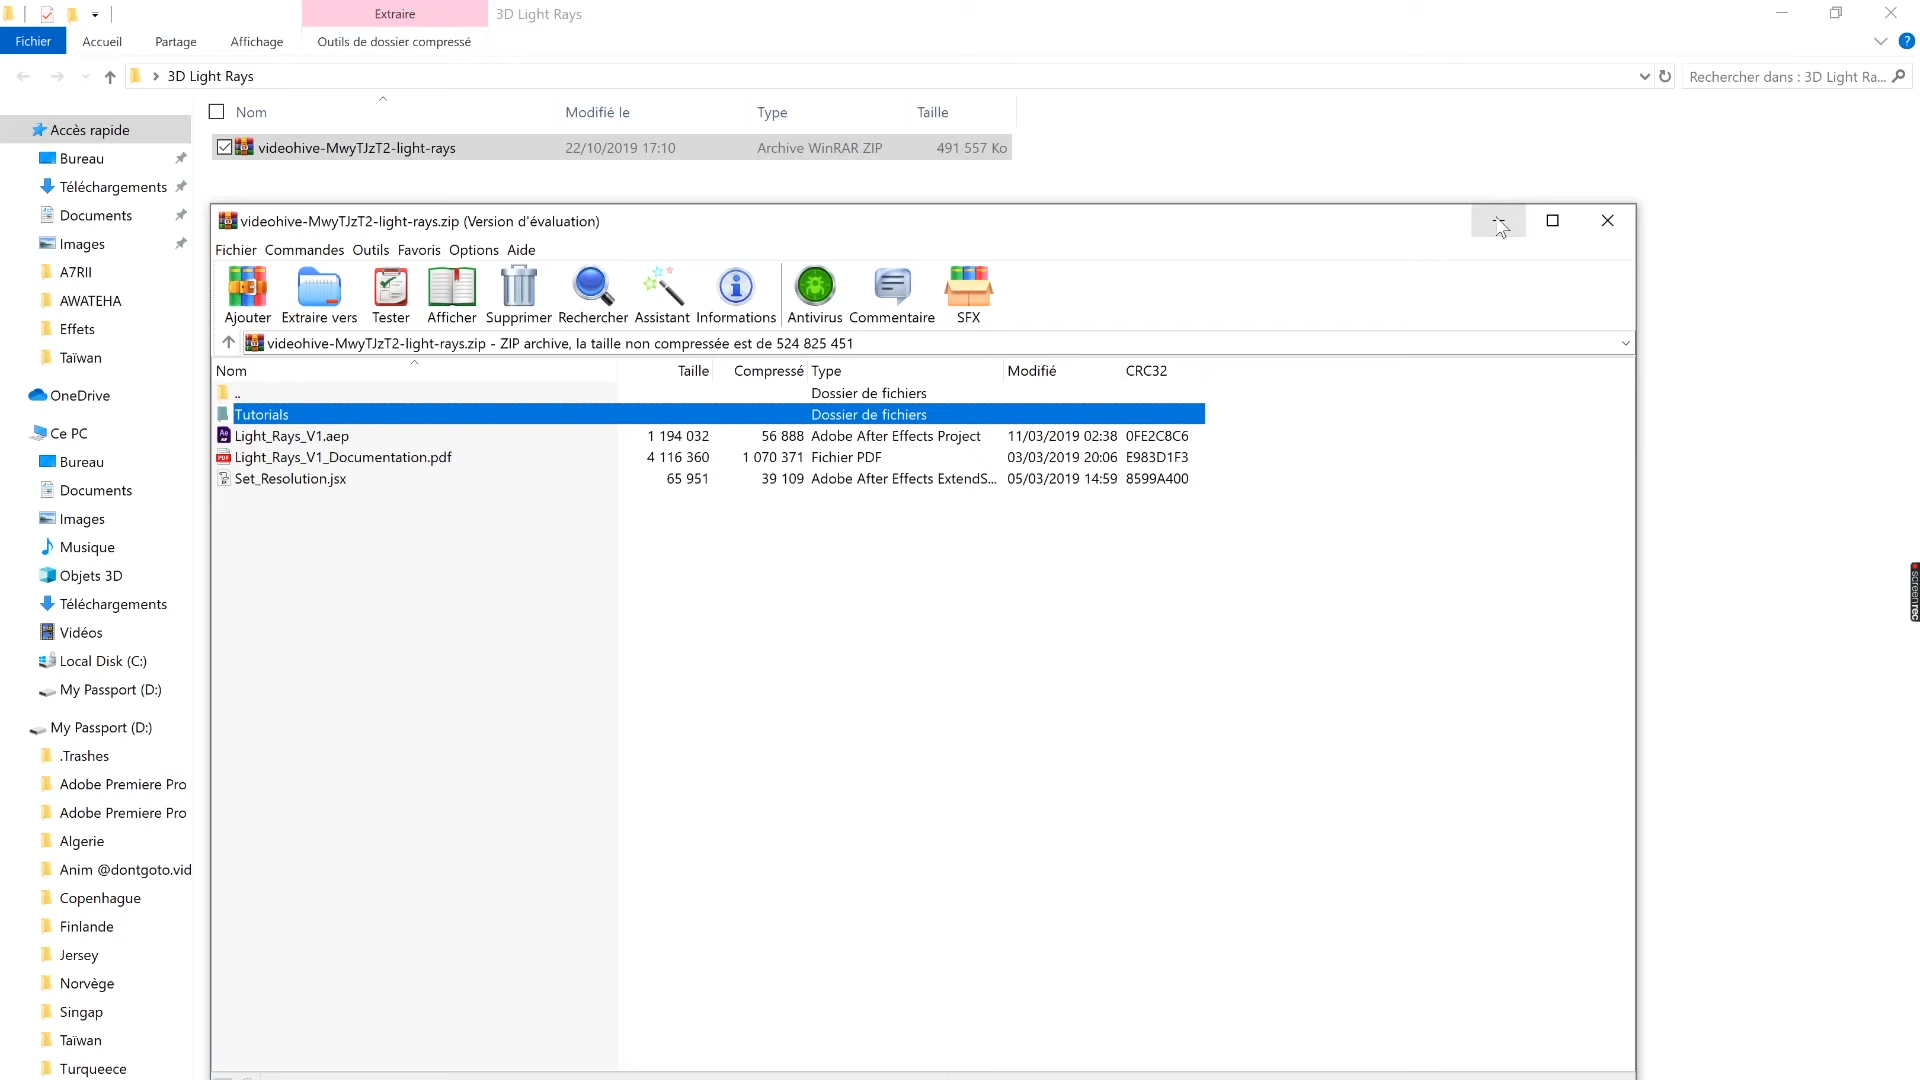 Extraire
3D Light Rays
Fichier
Accueil
Partage
Affichage
Outils de dossier compressé
?
3D Light Rays
Rechercher dans : 3D Light Ra...
Nom
Modifié le
Type
Taille
videohive-MwyTJzT2-light-rays
22/10/2019 17:10
Archive WinRAR ZIP
491 557 Ko
Accès rapide
Bureau
Téléchargements
Documents
Images
A7RII
AWATEHA
Effets
Taïwan
OneDrive
Ce PC
Bureau
Documents
Images
Musique
Objets 3D
Téléchargements
Vidéos
Local Disk (C:)
My Passport (D:)
My Passport (D:)
.Trashes
Adobe Premiere Pro
Adobe Premiere Pro
Algerie
Anim @dontgoto.vid
Copenhague
Finlande
Jersey
Norvège
Singap
Taïwan
Turqueece
videohive-MwyTJzT2-light-rays.zip (Version d'évaluation)
Fichier Commandes Outils Favoris Options Aide
Ajouter
Extraire vers
Tester
Afficher
Supprimer
Rechercher
Assistant
Informations
Antivirus
Commentaire
SFX
videohive-MwyTJzT2-light-rays.zip - ZIP archive, la taille non compressée est de 524 825 451
Nom Taille Compressé Type Modifié CRC32
.. Dossier de fichiers
Tutorials Dossier de fichiers
Light_Rays_V1.aep 1 194 032 56 888 Adobe After Effects Project 11/03/2019 02:38 0FE2C8C6
Light_Rays_V1_Documentation.pdf 4 116 360 1 070 371 Fichier PDF 03/03/2019 20:06 E983D1F3
Set_Resolution.jsx 65 951 39 109 Adobe After Effects ExtendS... 05/03/2019 14:59 8599A400
screenrec